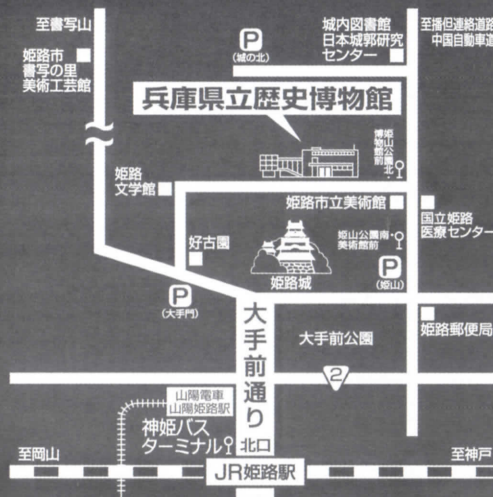 至書写山
姫路市
書写の里
美術工芸館
P
(城の北)
城内図書館
日本城郭研究
センター
至播但連絡道路
中国自動車道
兵庫県立歴史博物館
姫山公園北・
博物館前
姫路
文学館
姫路市立美術館
国立姫路
医療センター
好古園
姫山公園南・
美術館前
姫路城
P
(姫山)
P
(大手門)
大手前通り
大手前公園
姫路郵便局
2
山陽電車
山陽姫路駅
神姫バス
ターミナル
北口
至岡山
JR姫路駅
至神戸